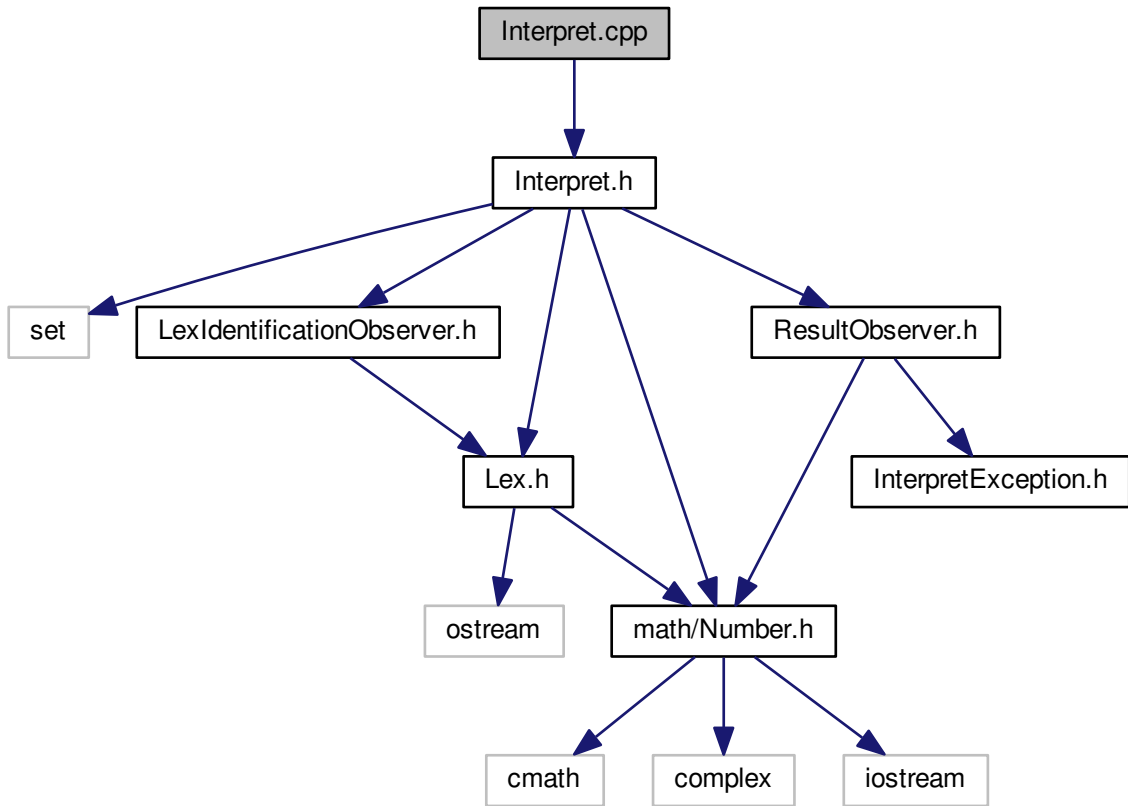 Interpret.cpp
Interpret.h
set
LexIdentificationObserver.h
ResultObserver.h
Lex.h
InterpretException.h
ostream
math/Number.h
cmath
complex
iostream